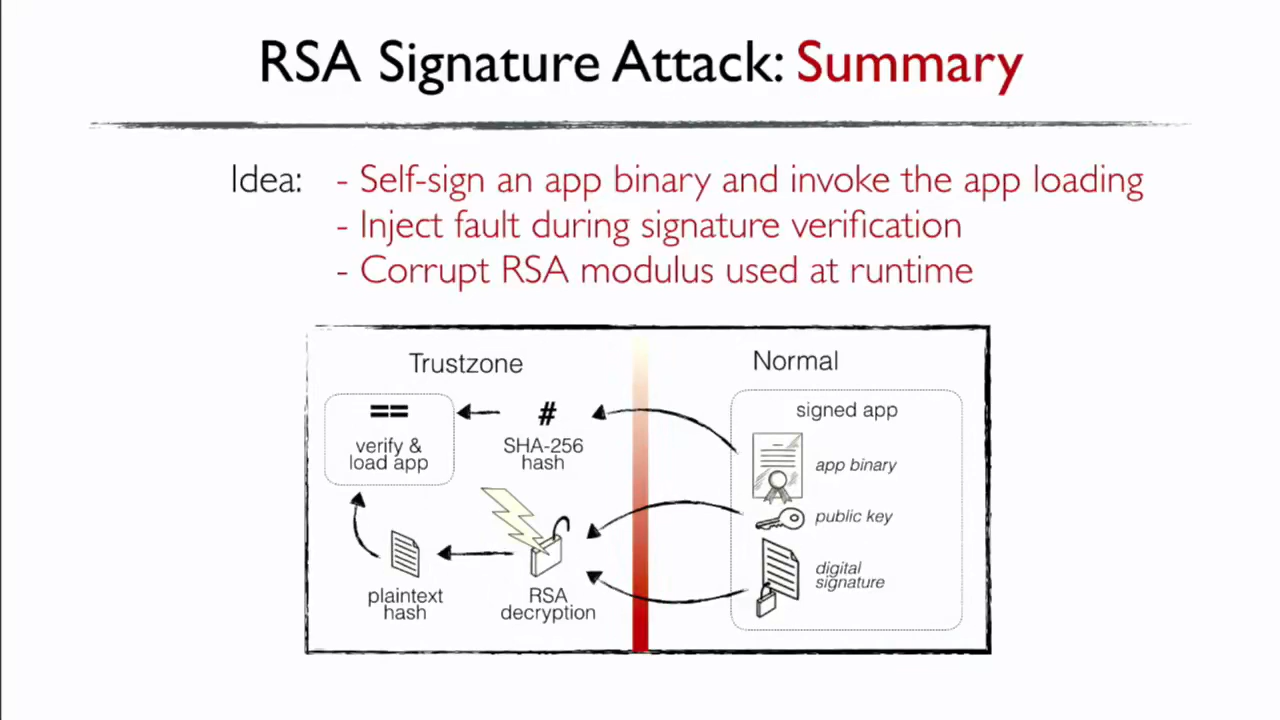 RSA Signature Attack: Summary
Idea: - Self-sign an app binary and invoke the app loading
- Inject fault during signature verification
- Corrupt RSA modulus used at runtime
Trustzone
Normal
==
verify &
load app
#
SHA-256
hash
signed app
app binary
public key
digital
signature
plaintext
hash
RSA
decryption